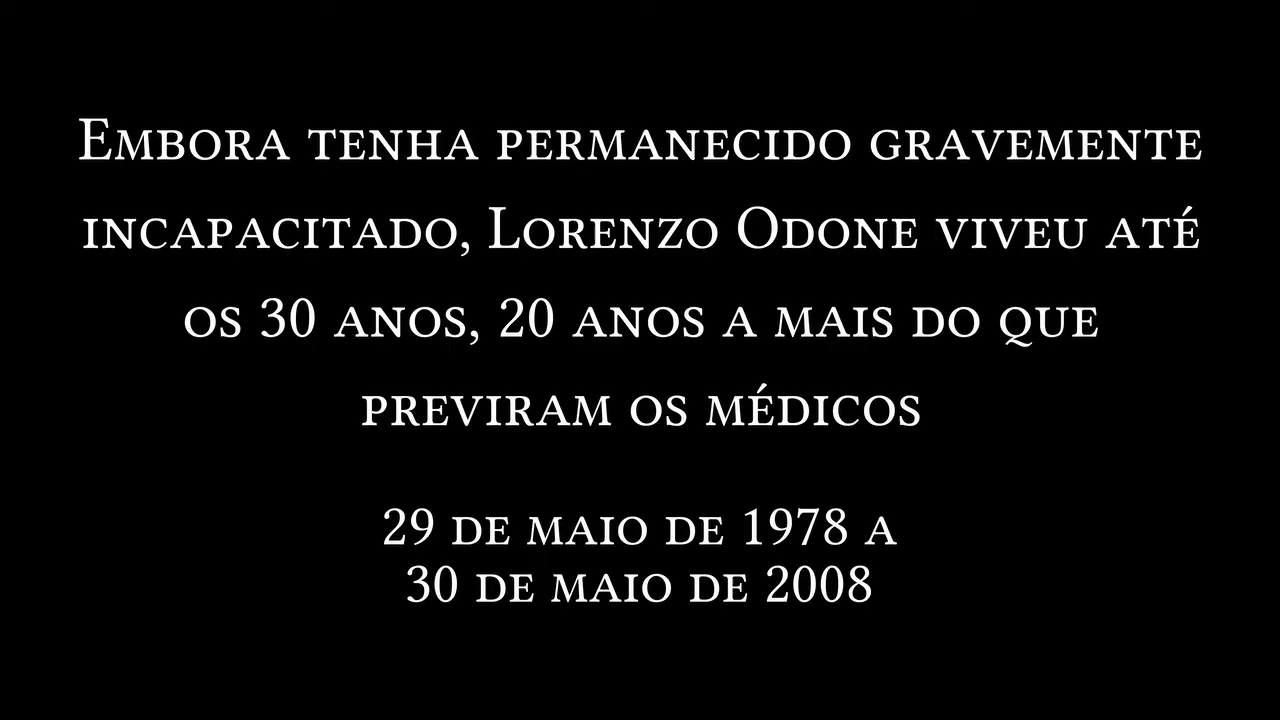 Embora tenha permanecido gravemente
incapacitado, Lorenzo Odone viveu até
os 30 anos, 20 anos a mais do que
previram os médicos
29 de maio de 1978 a
30 de maio de 2008